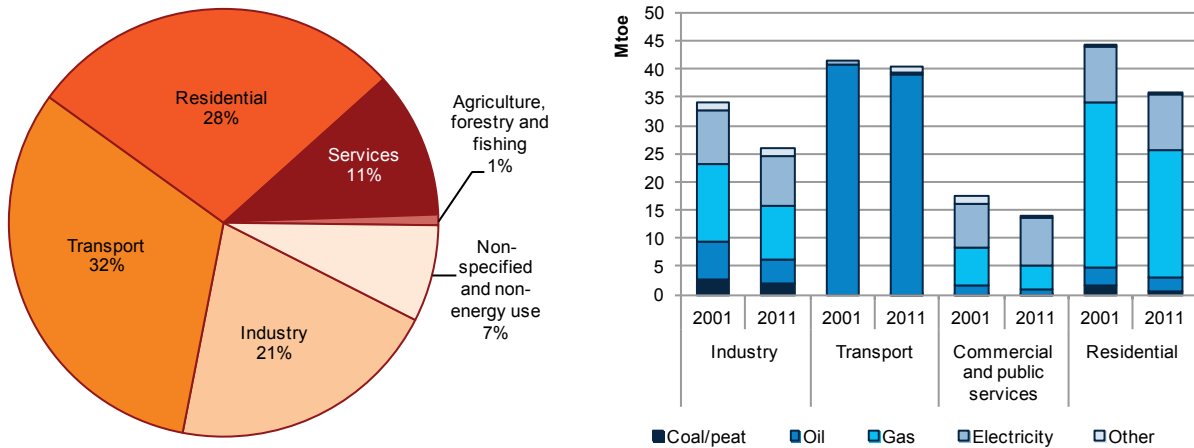 Residential
28%
Services
11%
Agriculture,
forestry and
fishing
1%
Transport
32%
Non-
specified
and non-
energy use
7%
Industry
21%
Mtoe
50
45
40
35
30
25
20
15
10
5
0
2001
2011
2001
2011
2001
2011
2001
2011
Industry
Transport
Commercial
and public
services
Residential
Coal/peat
Oil
Gas
Electricity
Other